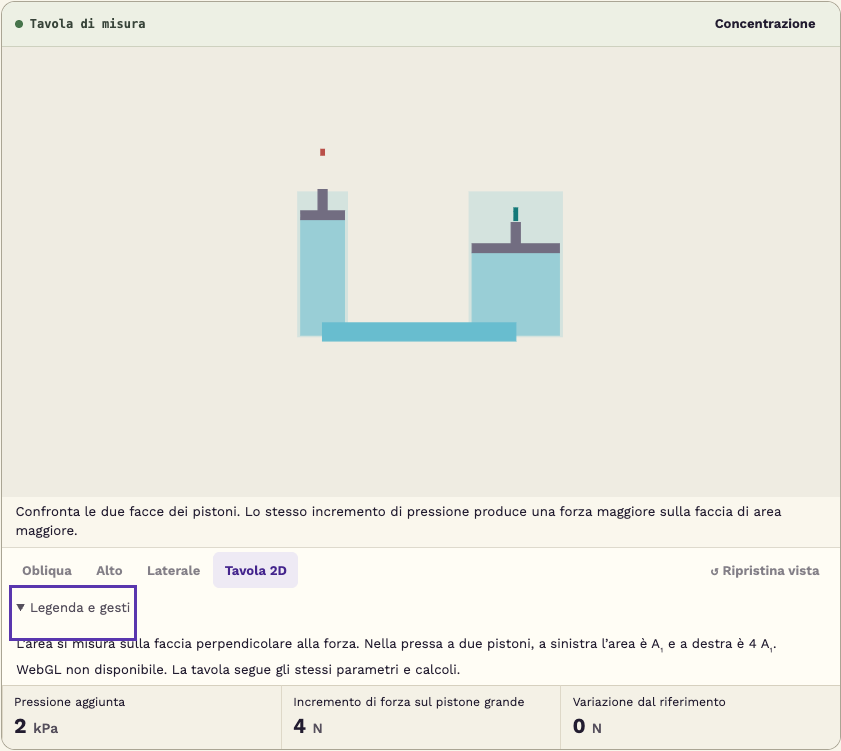 Tavola di misura
Concentrazione
Confronta le due facce dei pistoni. Lo stesso incremento di pressione produce una forza maggiore sulla faccia di area
maggiore.
Obliqua Alto Laterale Tavola 2D ↺ Ripristina vista
▼ Legenda e gesti
L’area si misura sulla faccia perpendicolare alla forza. Nella pressa a due pistoni, a sinistra l’area è A₁ e a destra è 4 A₁.
WebGL non disponibile. La tavola segue gli stessi parametri e calcoli.
Pressione aggiunta
2 kPa
Incremento di forza sul pistone grande
4 N
Variazione dal riferimento
0 N